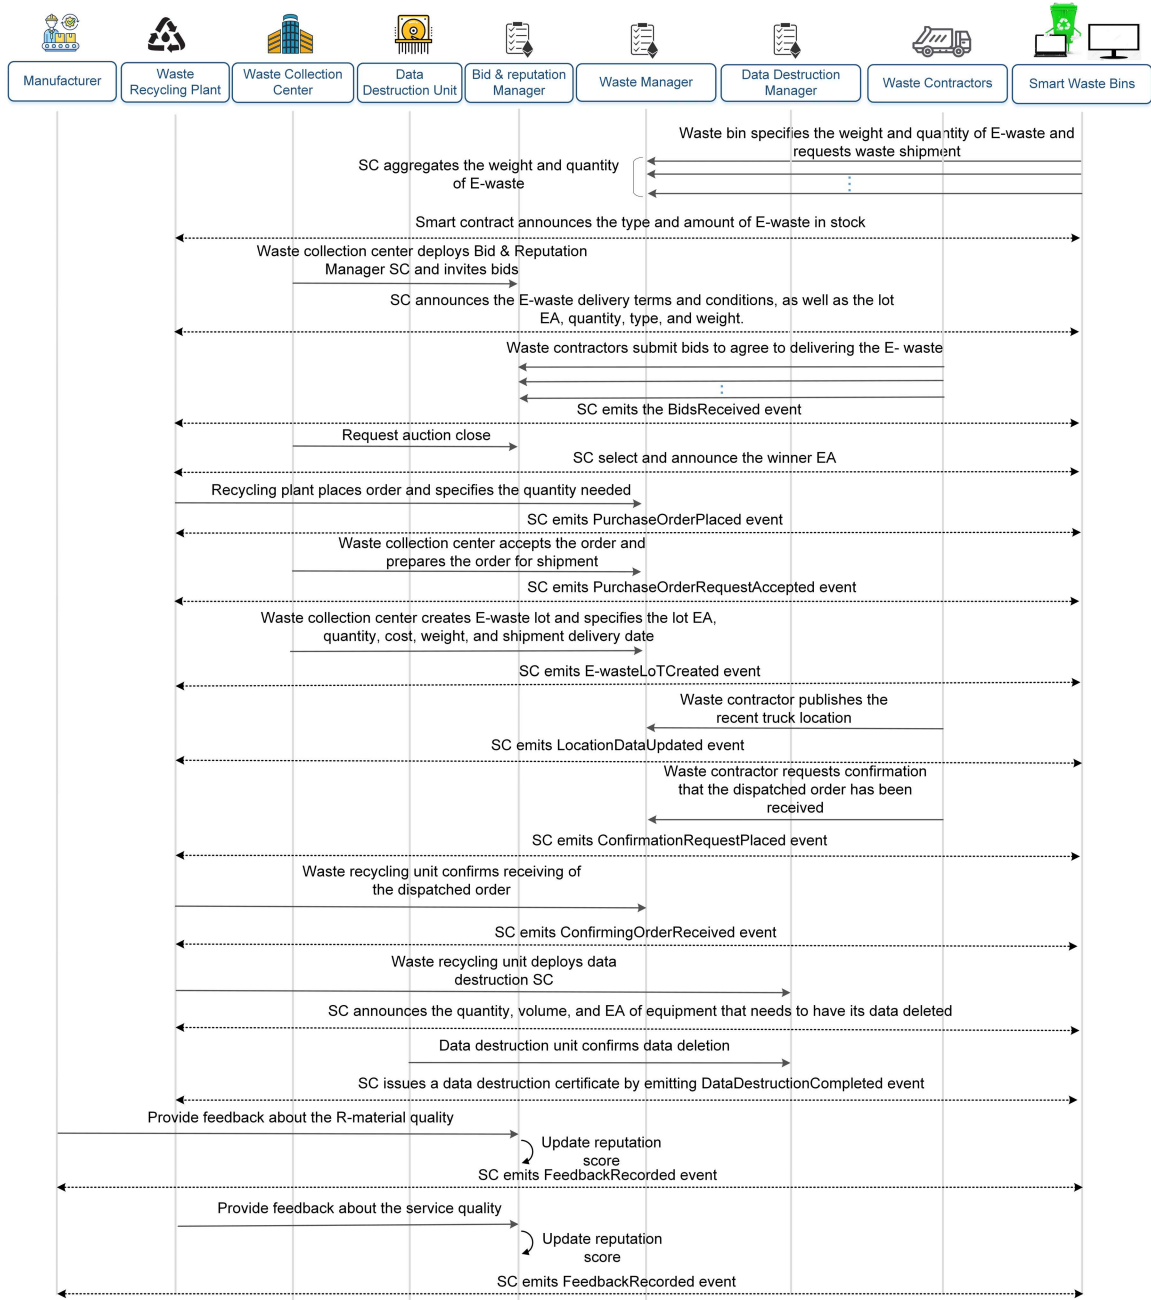 Manufacturer
Waste
Recycling Plant
Waste Collection
Center
Data
Destruction Unit
Bid & reputation
Manager
Waste Manager
Data Destruction
Manager
Waste Contractors
Smart Waste Bins
Waste bin specifies the weight and quantity of E-waste and
requests waste shipment
SC aggregates the weight and quantity
of E-waste
Smart contract announces the type and amount of E-waste in stock
Waste collection center deploys Bid & Reputation
Manager SC and invites bids
SC announces the E-waste delivery terms and conditions, as well as the lot
EA, quantity, type, and weight.
Waste contractors submit bids to agree to delivering the E- waste
SC emits the BidsReceived event
Request auction close
SC select and announce the winner EA
Recycling plant places order and specifies the quantity needed
SC emits PurchaseOrderPlaced event
Waste collection center accepts the order and
prepares the order for shipment
SC emits PurchaseOrderRequestAccepted event
Waste collection center creates E-waste lot and specifies the lot EA,
quantity, cost, weight, and shipment delivery date
SC emits E-wasteLoTCreated event
Waste contractor publishes the
recent truck location
SC emits LocationDataUpdated event
Waste contractor requests confirmation
that the dispatched order has been
received
SC emits ConfirmationRequestPlaced event
Waste recycling unit confirms receiving of
the dispatched order
SC emits ConfirmingOrderReceived event
Waste recycling unit deploys data
destruction SC
SC announces the quantity, volume, and EA of equipment that needs to have its data deleted
Data destruction unit confirms data deletion
SC issues a data destruction certificate by emitting DataDestructionCompleted event
Provide feedback about the R-material quality
Update reputation
score
SC emits FeedbackRecorded event
Provide feedback about the service quality
Update reputation
score
SC emits FeedbackRecorded event